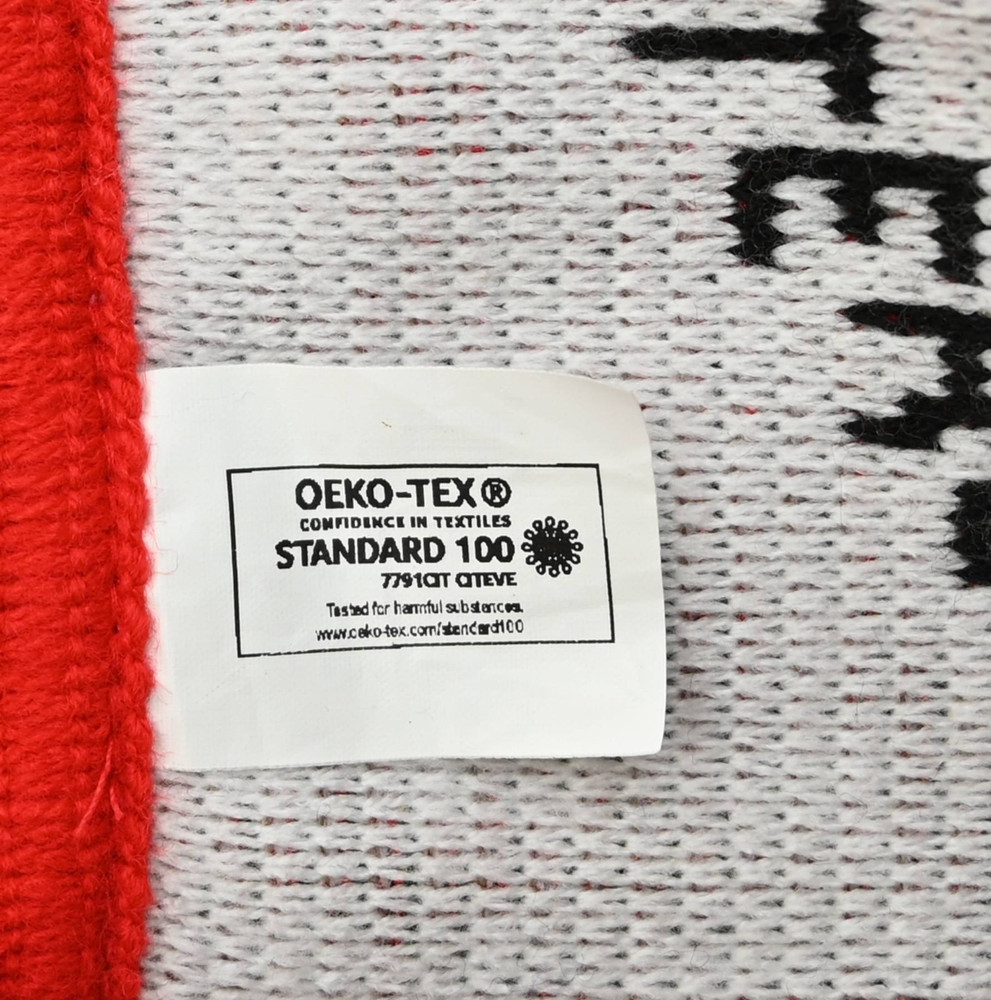 OEKO-TEX®
CONFIDENCE IN TEXTILES
STANDARD 100
7791CIT CITEVE
Tested for harmful substances.
www.oeko-tex.com/standard100